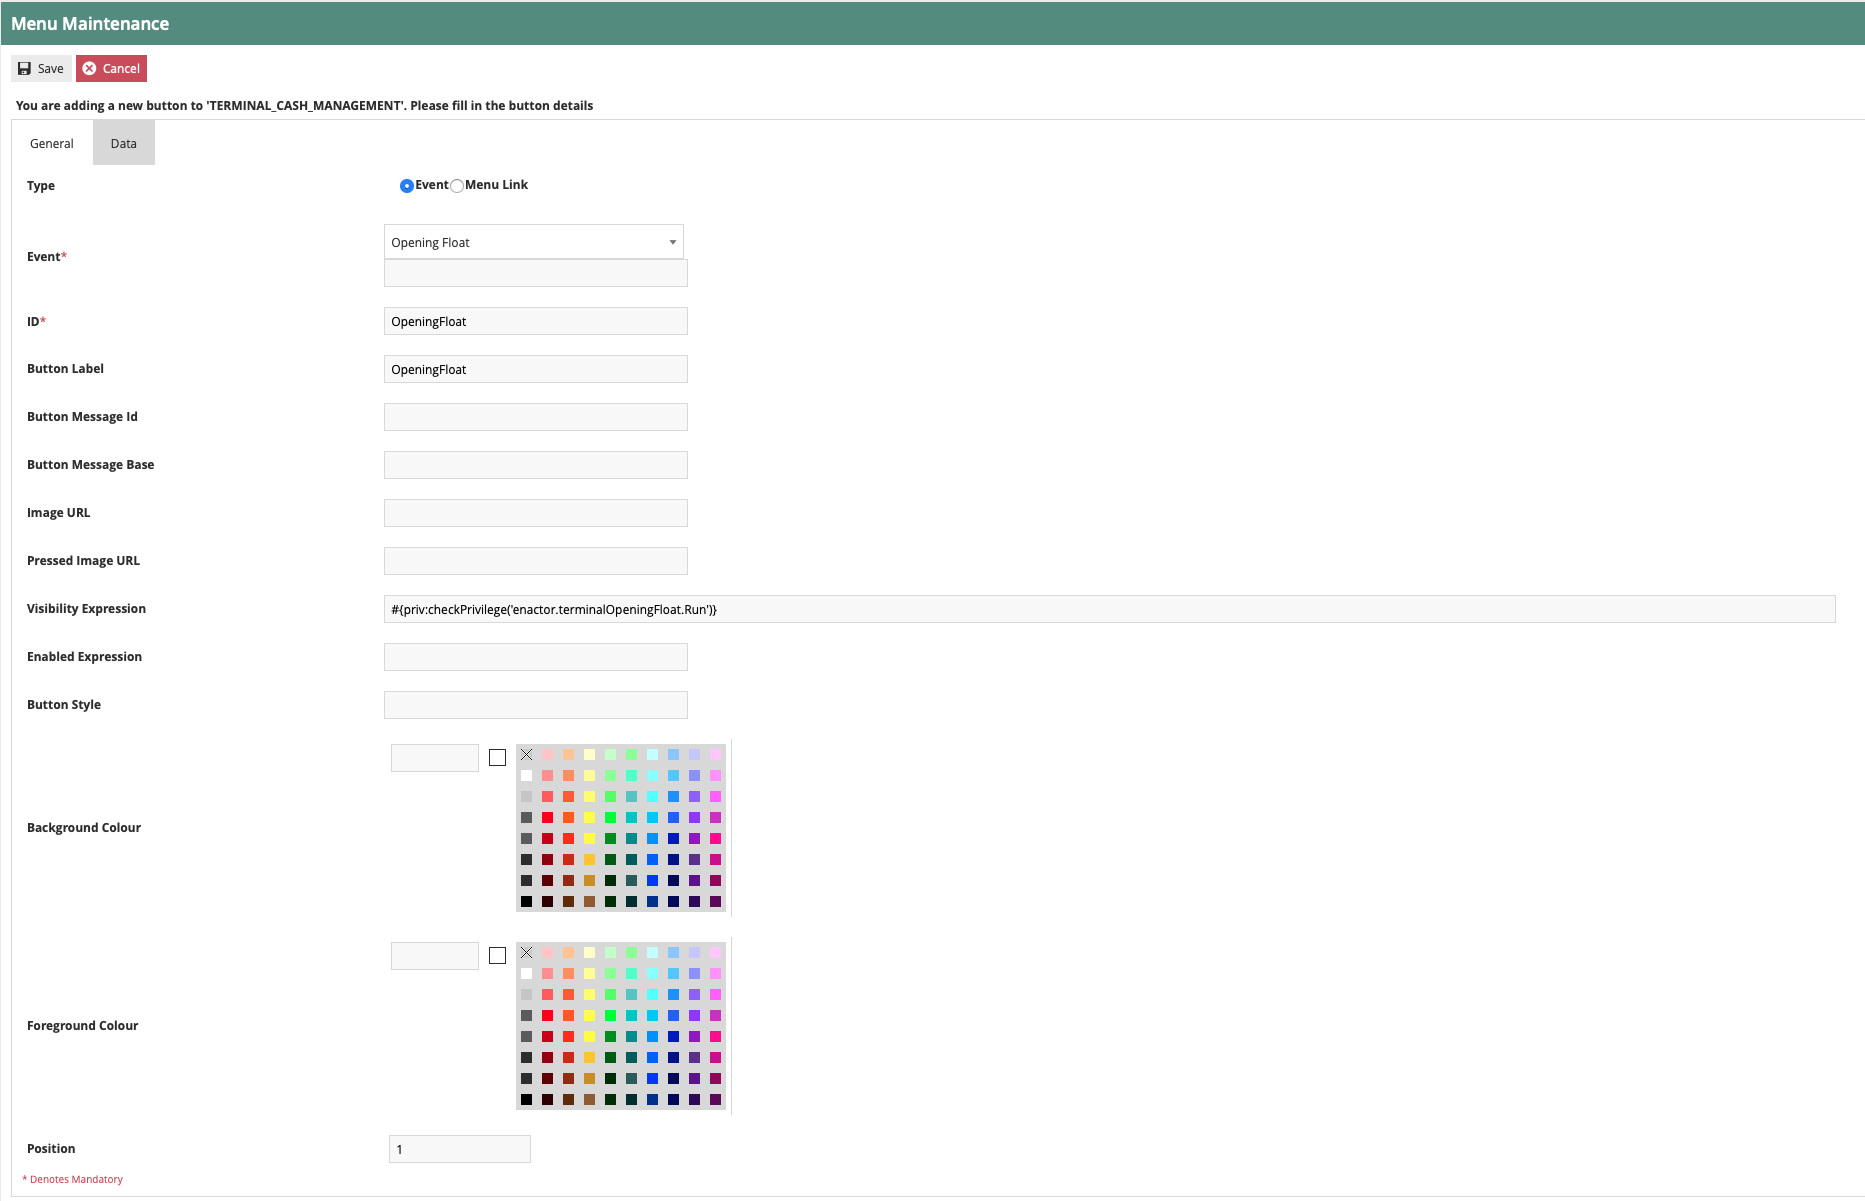 Menu Maintenance
Save Cancel
You are adding a new button to 'TERMINAL_CASH_MANAGEMENT'. Please fill in the button details
General Data
Type Event Menu Link
Opening Float
Event*
ID* OpeningFloat
Button Label OpeningFloat
Button Message Id
Button Message Base
Image URL
Pressed Image URL
Visibility Expression #{priv:checkPrivilege('enactor.terminalOpeningFloat.Run')}
Enabled Expression
Button Style
Background Colour
Foreground Colour
Position 1
* Denotes Mandatory